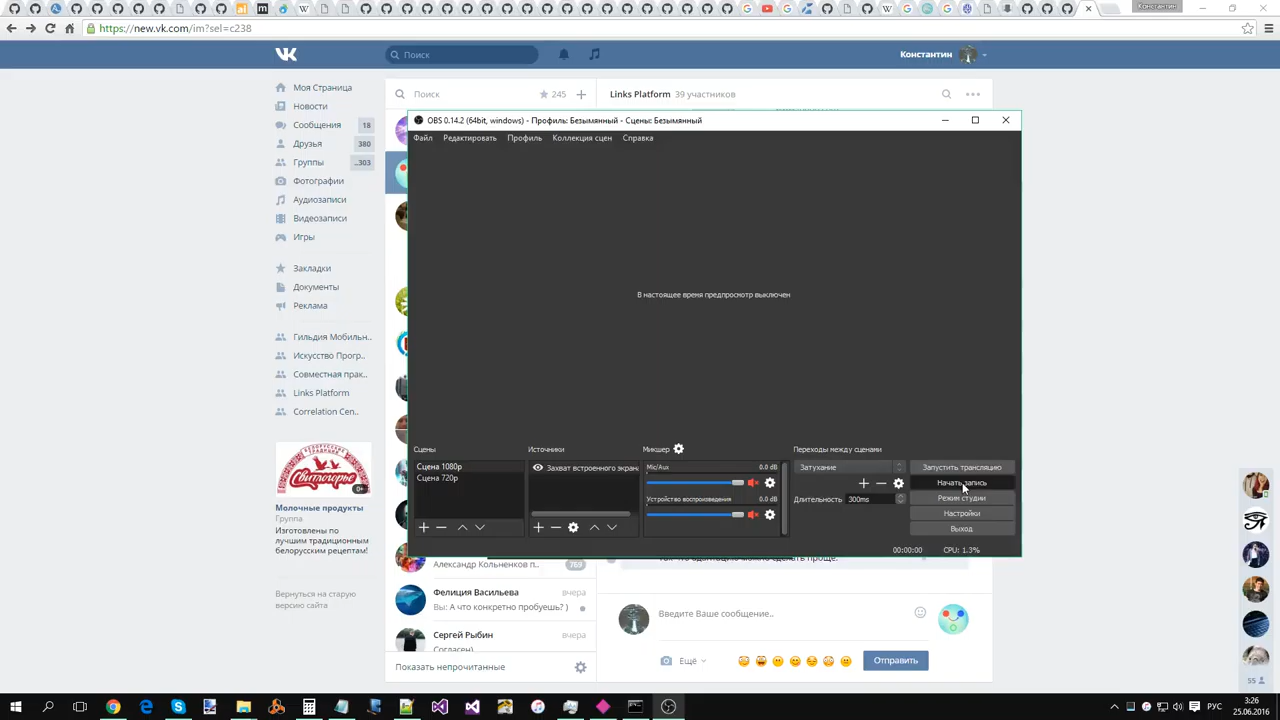 Константин
https://new.vk.com/im?sel=c238
Поиск
Константин
Моя Страница
Новости
Сообщения 18
Друзья 380
Группы ..303
Фотографии
Аудиозаписи
Видеозаписи
Игры
Закладки
Документы
Реклама
Гильдия Мобильн..
Искусство Прогр..
Совместная прак..
Links Platform
Correlation Cen..
БЕЛОРУССКИЕ ТРАДИЦИИ
Свитлогорье
0+
Молочные продукты
Группа
Изготовлены по
лучшим традиционным
белорусским рецептам!
Вернуться на старую
версию сайта
Поиск
245
Links Platform 39 участников
OBS 0.14.2 (64bit, windows) - Профиль: Безымянный - Сцены: Безымянный
Файл Редактировать Профиль Коллекция сцен Справка
В настоящее время предпросмотр выключен
Сцены
Сцена 1080p
Сцена 720p
Источники
Захват встроенного экрана
Микшер
Mic/Aux 0.0 dB
Устройство воспроизведения 0.0 dB
Переходы между сценами
Затухание
Длительность 300ms
Запустить трансляцию
Начать запись
Режим студии
Настройки
Выход
00:00:00 CPU: 1.3%
Александр Кольненков п.. 769
Фелиция Васильева вчера
Вы: А что конкретно пробуешь? )
Сергей Рыбин вчера
Согласен)
Показать непрочитанные
Введите Ваше сообщение..
Ещё
Отправить
55
РУС
3:26
25.06.2016